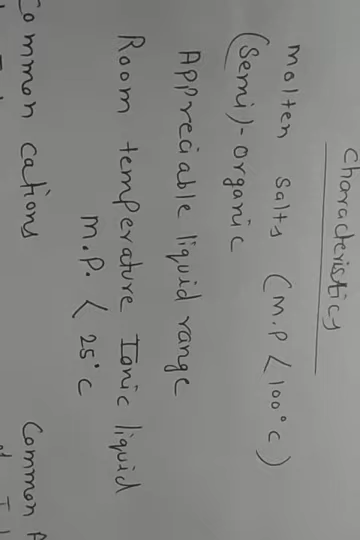 Characteristics
molten salts (M.P < 100°C)
(Semi)-organic
Appreciable liquid range
Room temperature Ionic liquid
M.P. < 25°C
Common cations
Common